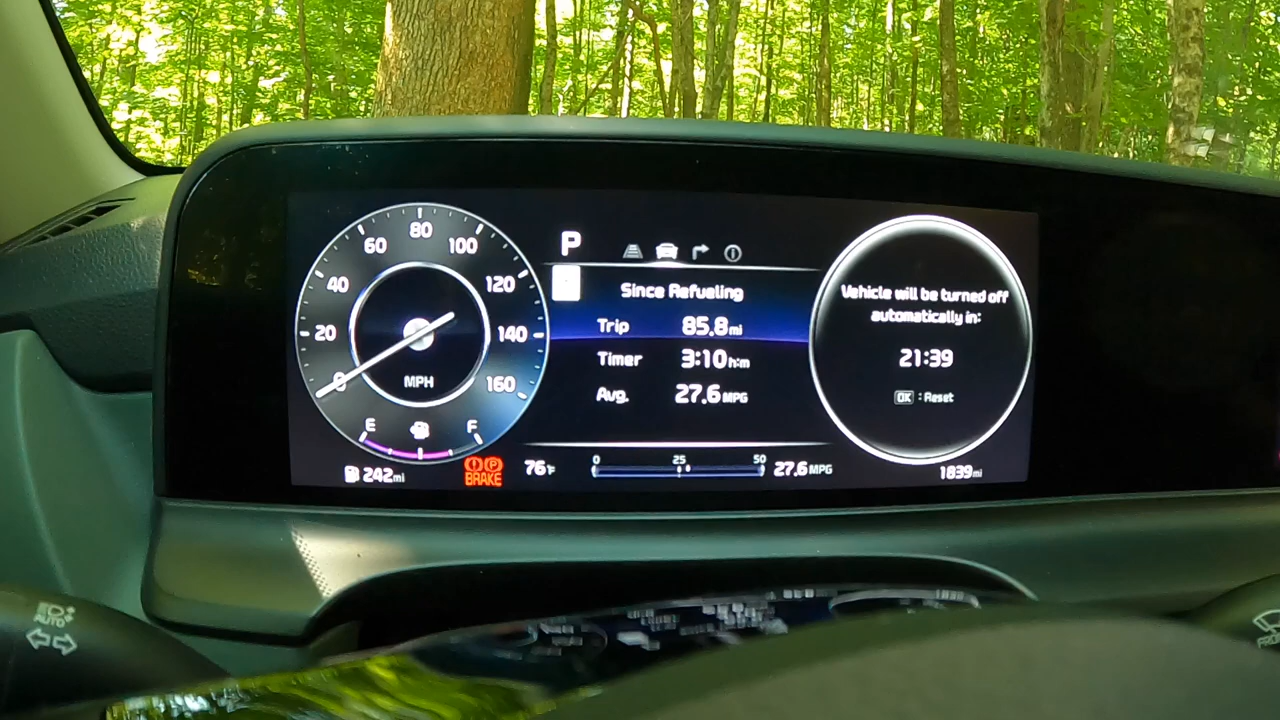 80
60 100
40 120
20 140
0 160
MPH
E F
242mi
BRAKE
P
Since Refueling
Trip 85.8mi
Timer 3:10h:m
Avg. 27.6MPG
76°F
0 25 50
27.6MPG
Vehicle will be turned off
automatically in:
21:39
OK : Reset
1839mi
AUTO